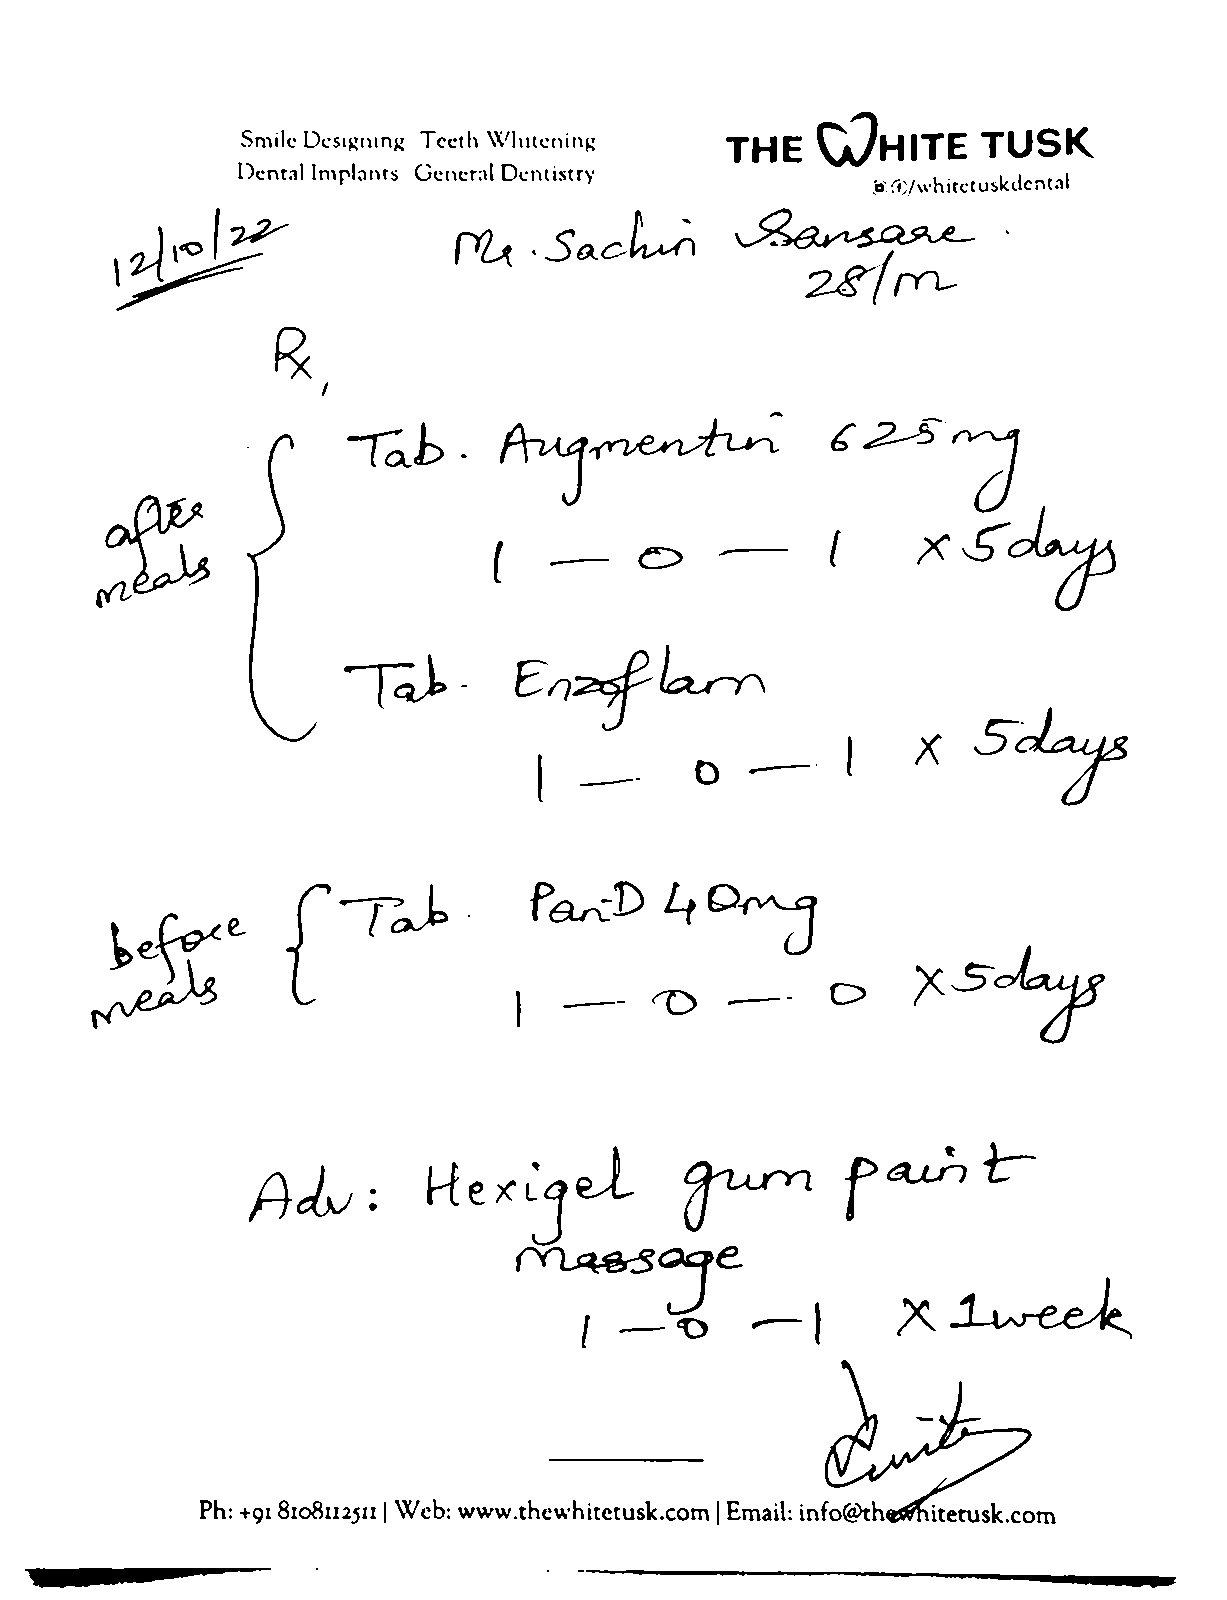 Smile Designing Teeth Whitening
Dental Implants General Dentistry
THE WHITE TUSK
/whitetuskdental
12/10/22
Mr. Sachin Sansare
28/m
Rx,
after
meals
Tab. Augmentin 625mg
1 — 0 — 1 x 5days
Tab. Enzoflam
1 — 0 — 1 x 5days
before
meals
Tab. Pan-D 40mg
1 — 0 — 0 x 5days
Adv: Hexigel gum paint
massage
1 — 0 — 1 x 1week
Ph: +91 8108112511 | Web: www.thewhitetusk.com | Email: info@thewhitetusk.com